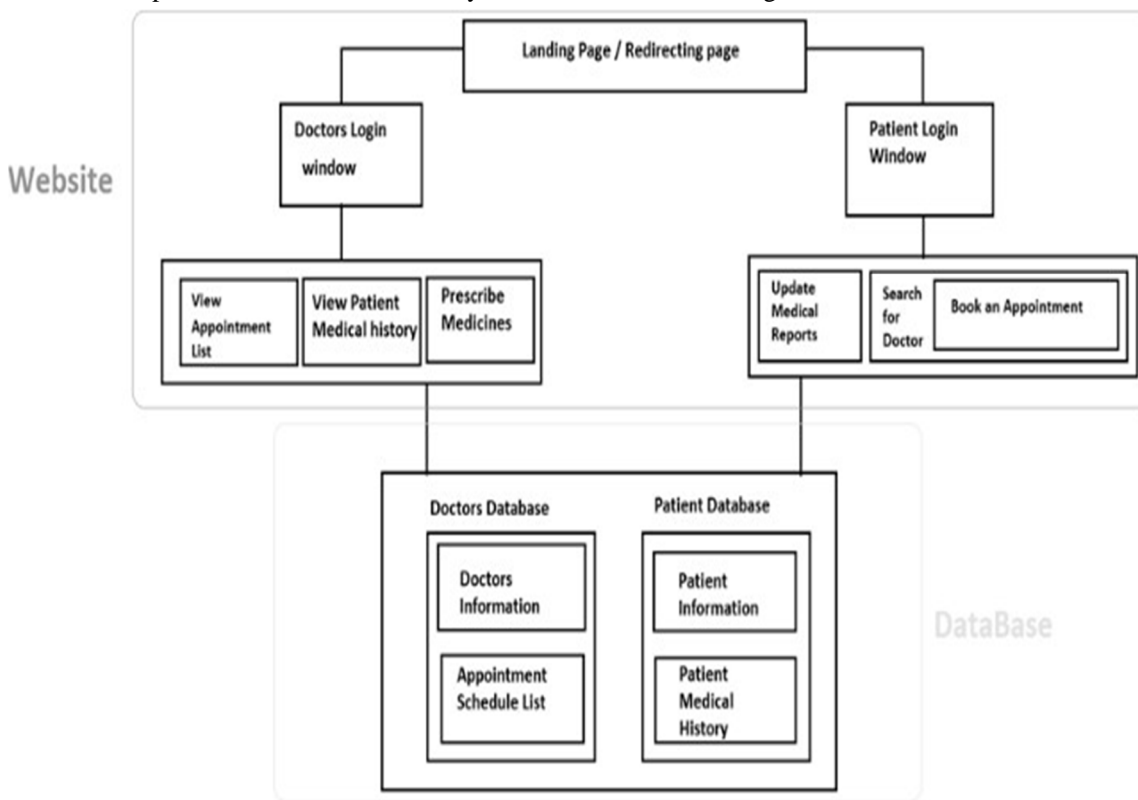 Landing Page / Redirecting page
Doctors Login
window
Patient Login
Window
Website
View
Appointment
List
View Patient
Medical history
Prescribe
Medicines
Update
Medical
Reports
Search
for
Doctor
Book an Appointment
Doctors Database
Patient Database
Doctors
Information
Patient
Information
DataBase
Appointment
Schedule List
Patient
Medical
History